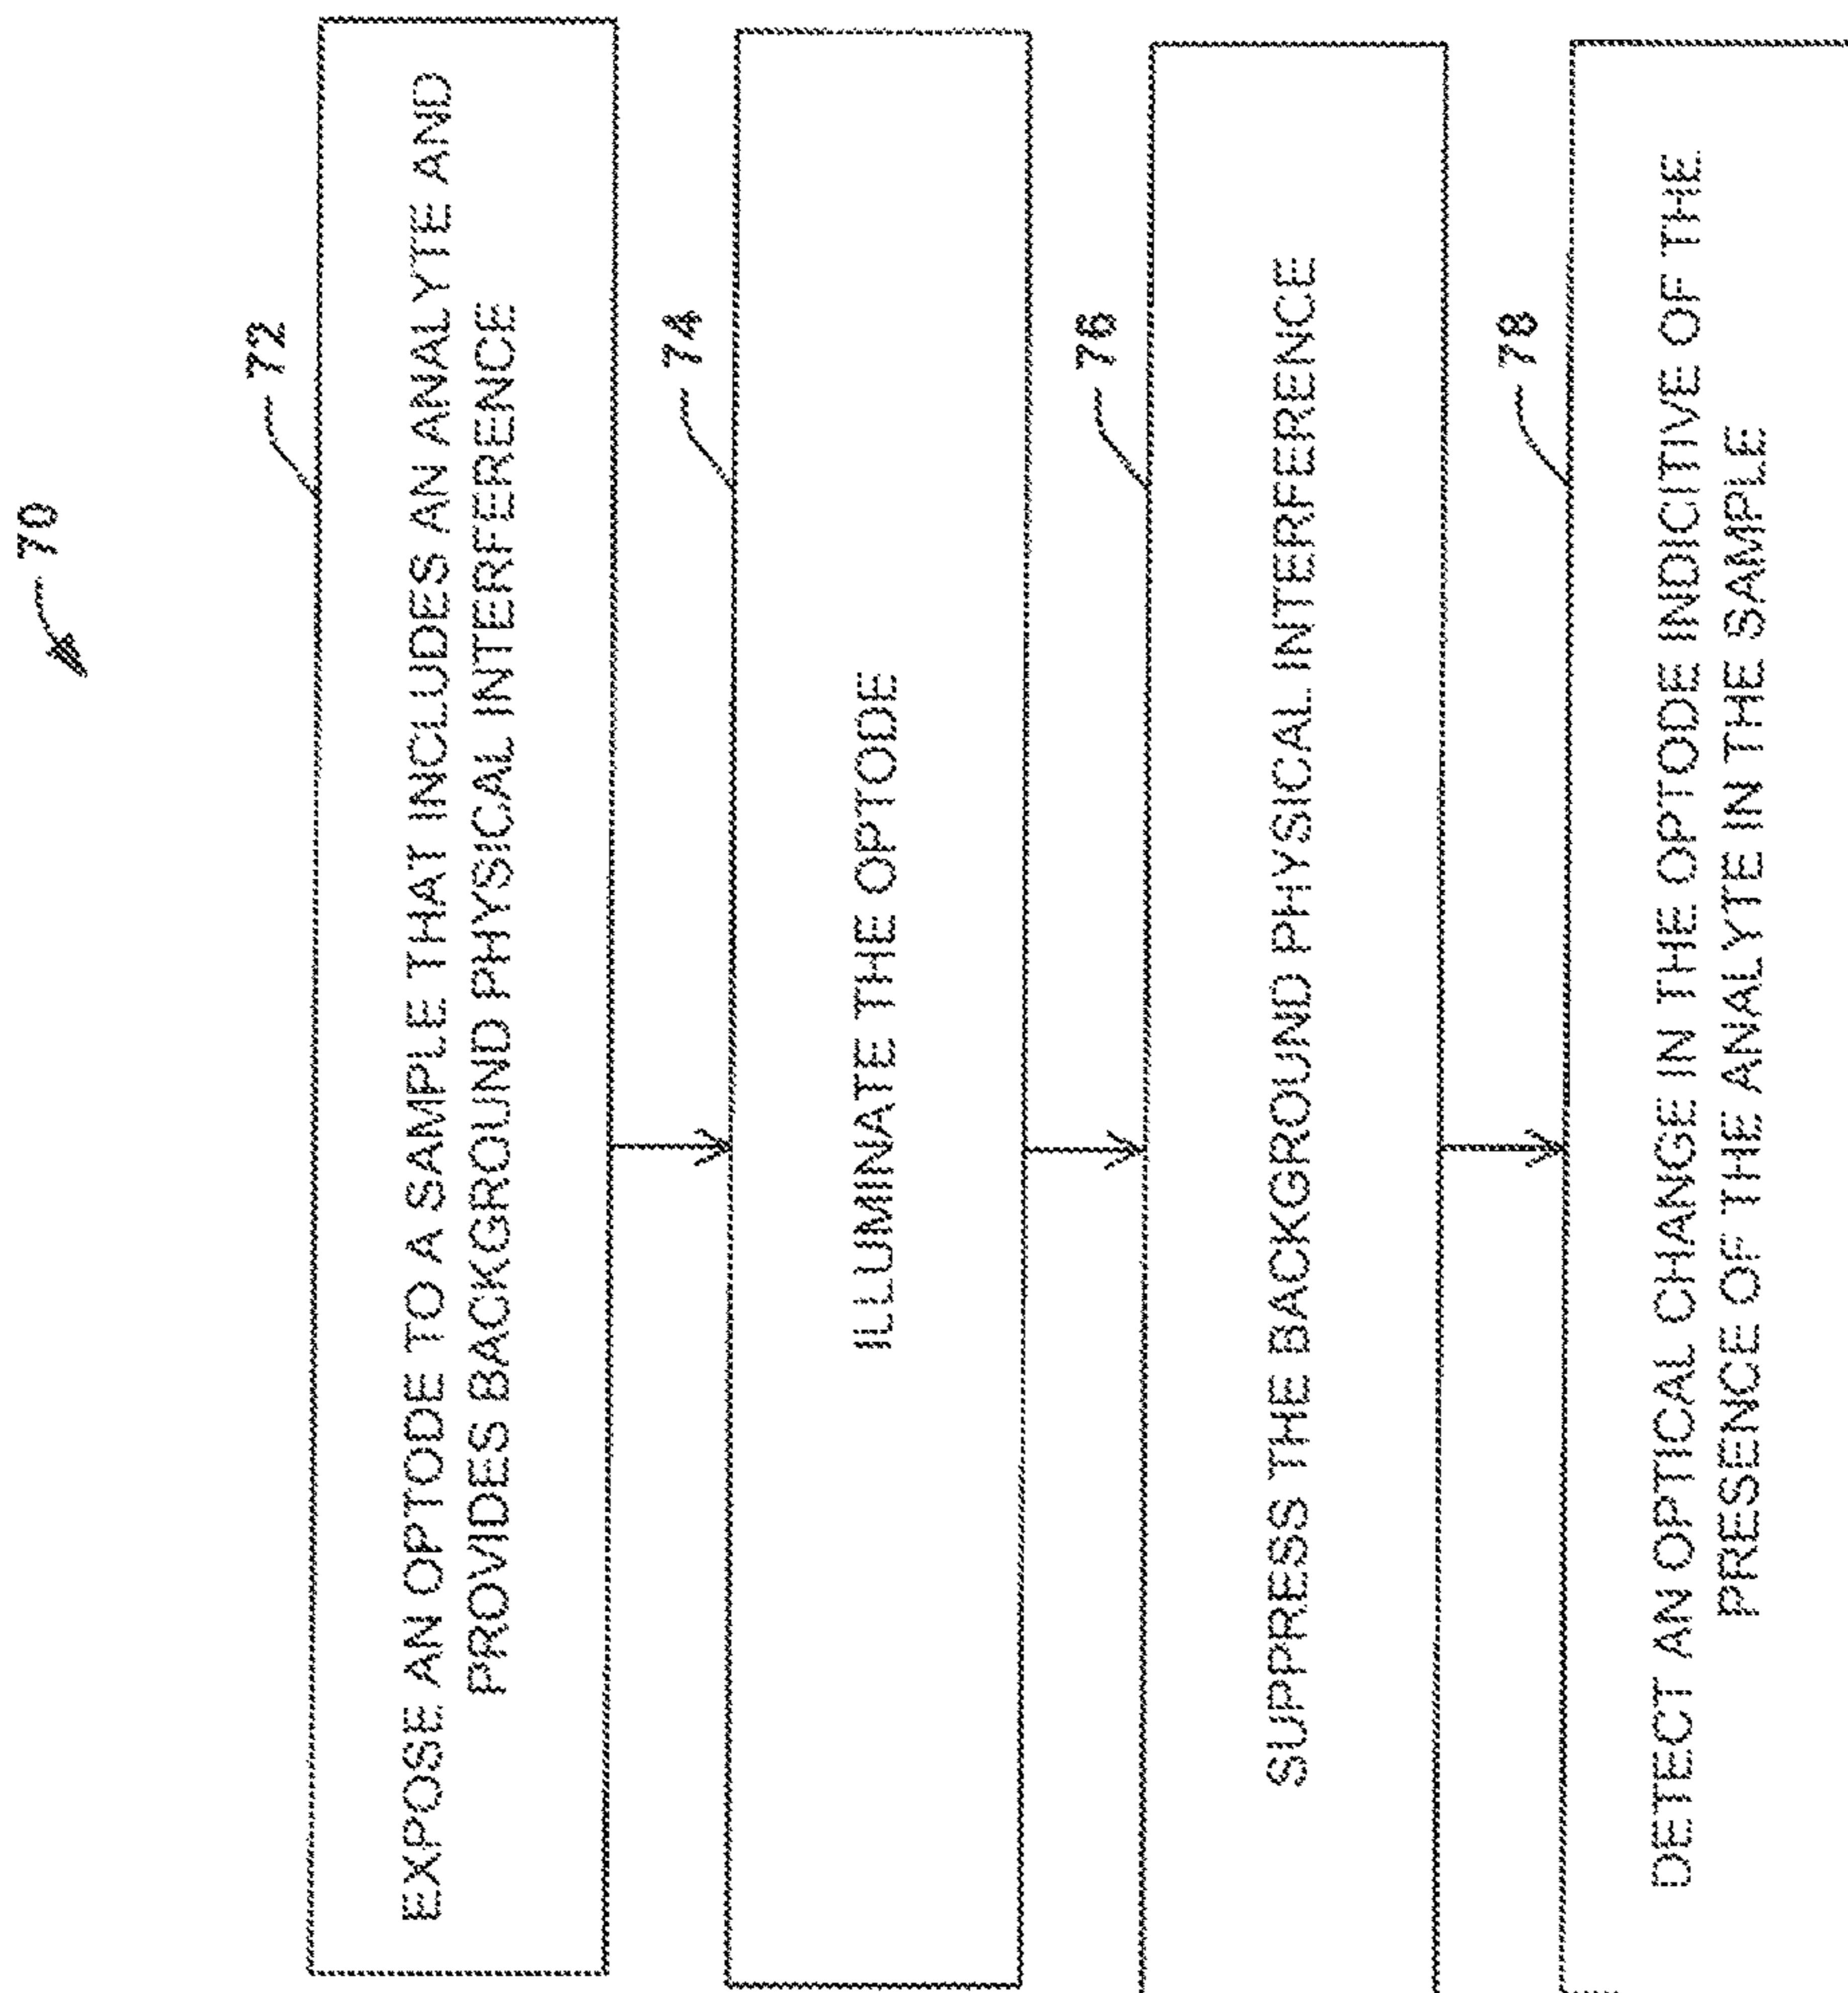 70
72
EXPOSE AN OPTODE TO A SAMPLE THAT INCLUDES AN ANALYTE AND
PROVIDES BACKGROUND PHYSICAL INTERFERENCE
74
ILLUMINATE THE OPTODE
76
SUPPRESS THE BACKGROUND PHYSICAL INTERFERENCE
78
DETECT AN OPTICAL CHANGE IN THE OPTODE INDICITIVE OF THE
PRESENCE OF THE ANALYTE IN THE SAMPLE